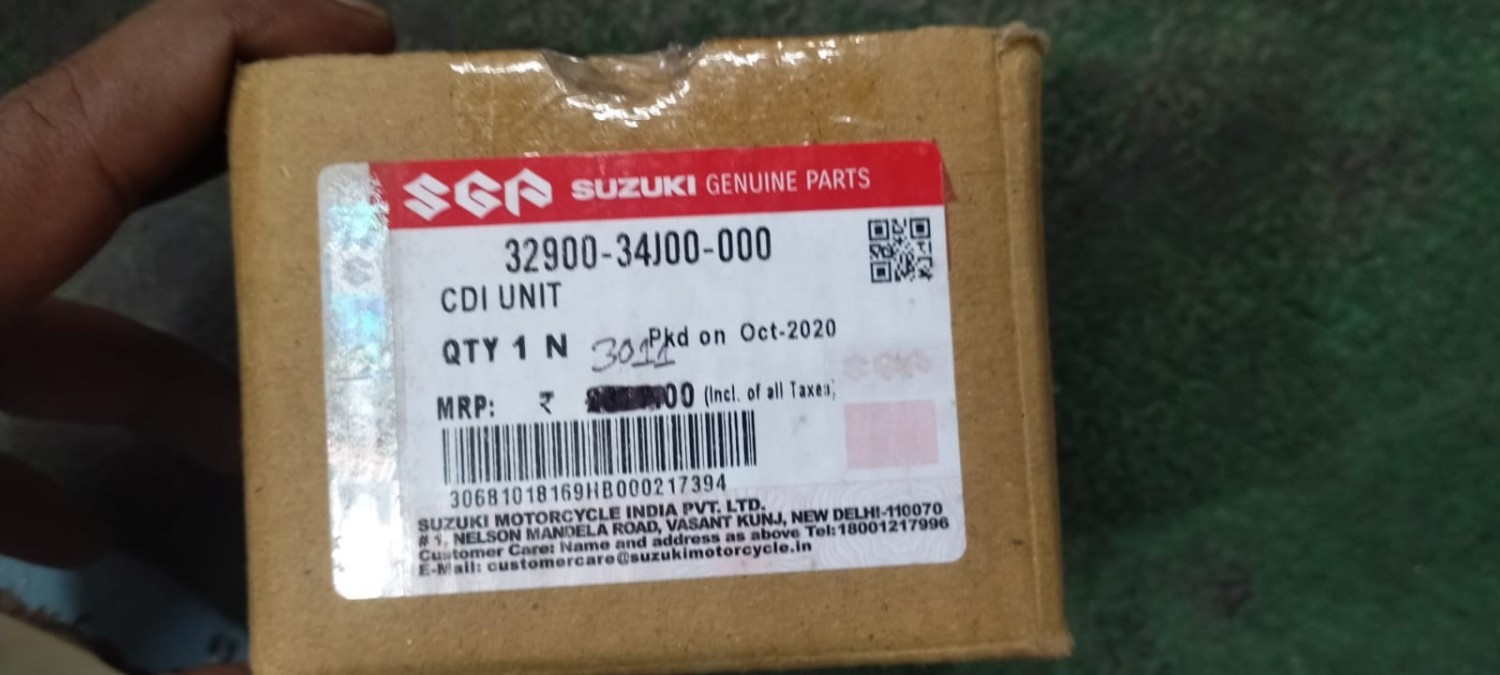 SGP SUZUKI GENUINE PARTS
32900-34J00-000
CDI UNIT
QTY 1 N 3011 Pkd on Oct-2020
MRP: ₹ 00 (Incl. of all Taxes)
30681018169HB000217394
SUZUKI MOTORCYCLE INDIA PVT. LTD.
# 1, NELSON MANDELA ROAD, VASANT KUNJ, NEW DELHI-110070
Customer Care: Name and address as above Tel:18001217996
E-Mail: customercare@suzukimotorcycle.in